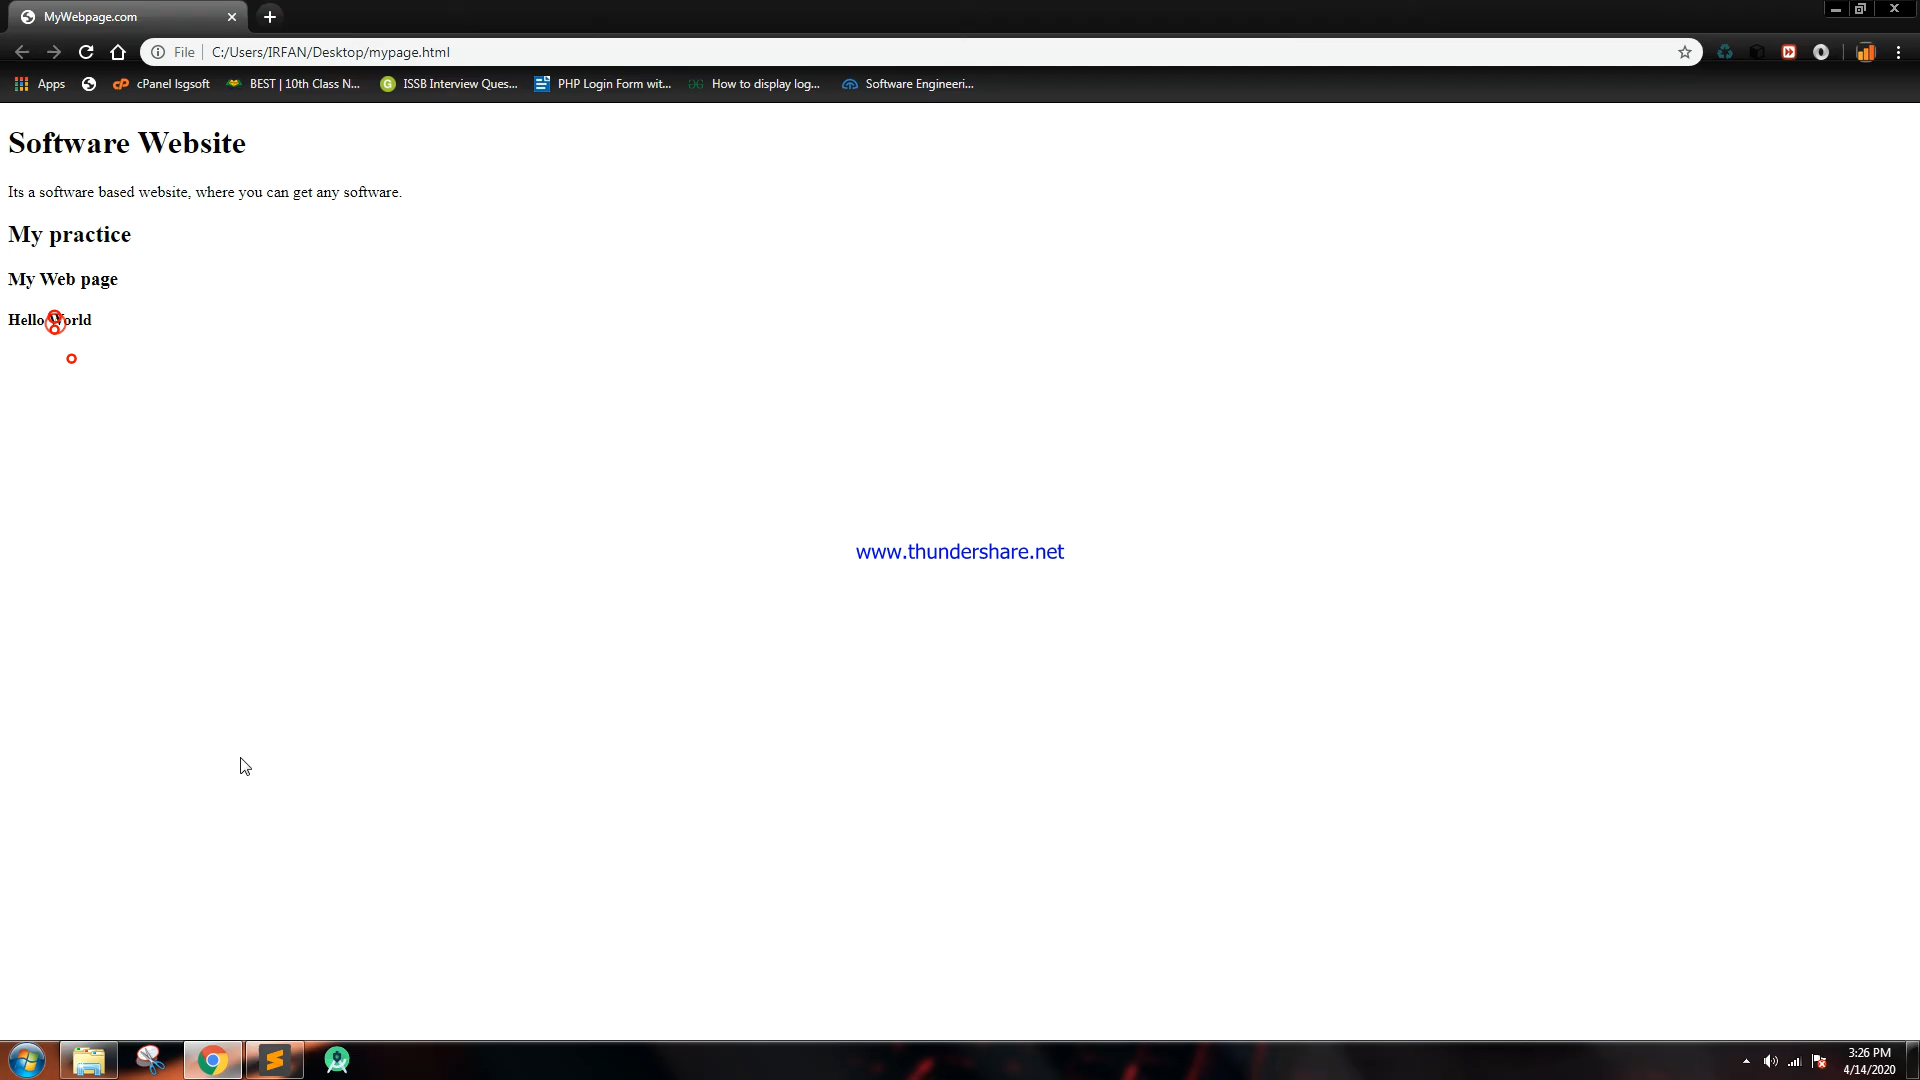 MyWebpage.com
File
C:/Users/IRFAN/Desktop/mypage.html
Apps
cPanel lsgsoft
BEST | 10th Class N...
ISSB Interview Ques...
PHP Login Form wit...
How to display log...
Software Engineeri...
Software Website
Its a software based website, where you can get any software.
My practice
My Web page
Hello World
www.thundershare.net
3:26 PM
4/14/2020